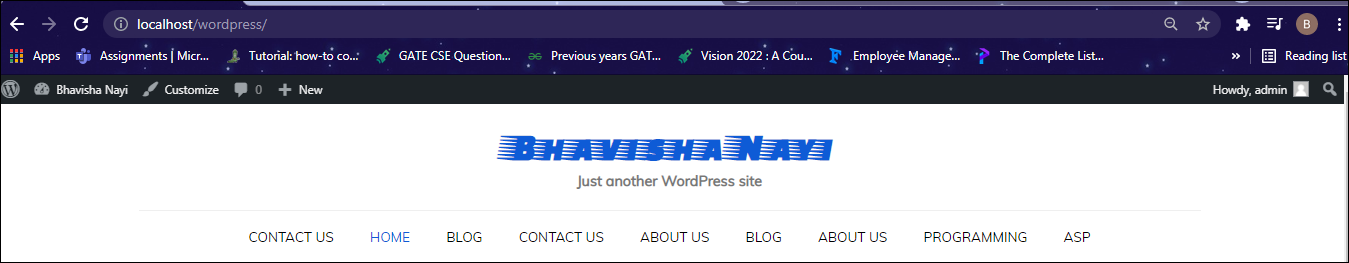 localhost/wordpress/
B
Apps Assignments | Micr... Tutorial: how-to co... GATE CSE Question... Previous years GAT... Vision 2022 : A Cou... Employee Manage... The Complete List... » Reading list
Bhavisha Nayi Customize 0 New Howdy, admin
Bhavisha Nayi
Just another WordPress site
CONTACT US HOME BLOG CONTACT US ABOUT US BLOG ABOUT US PROGRAMMING ASP